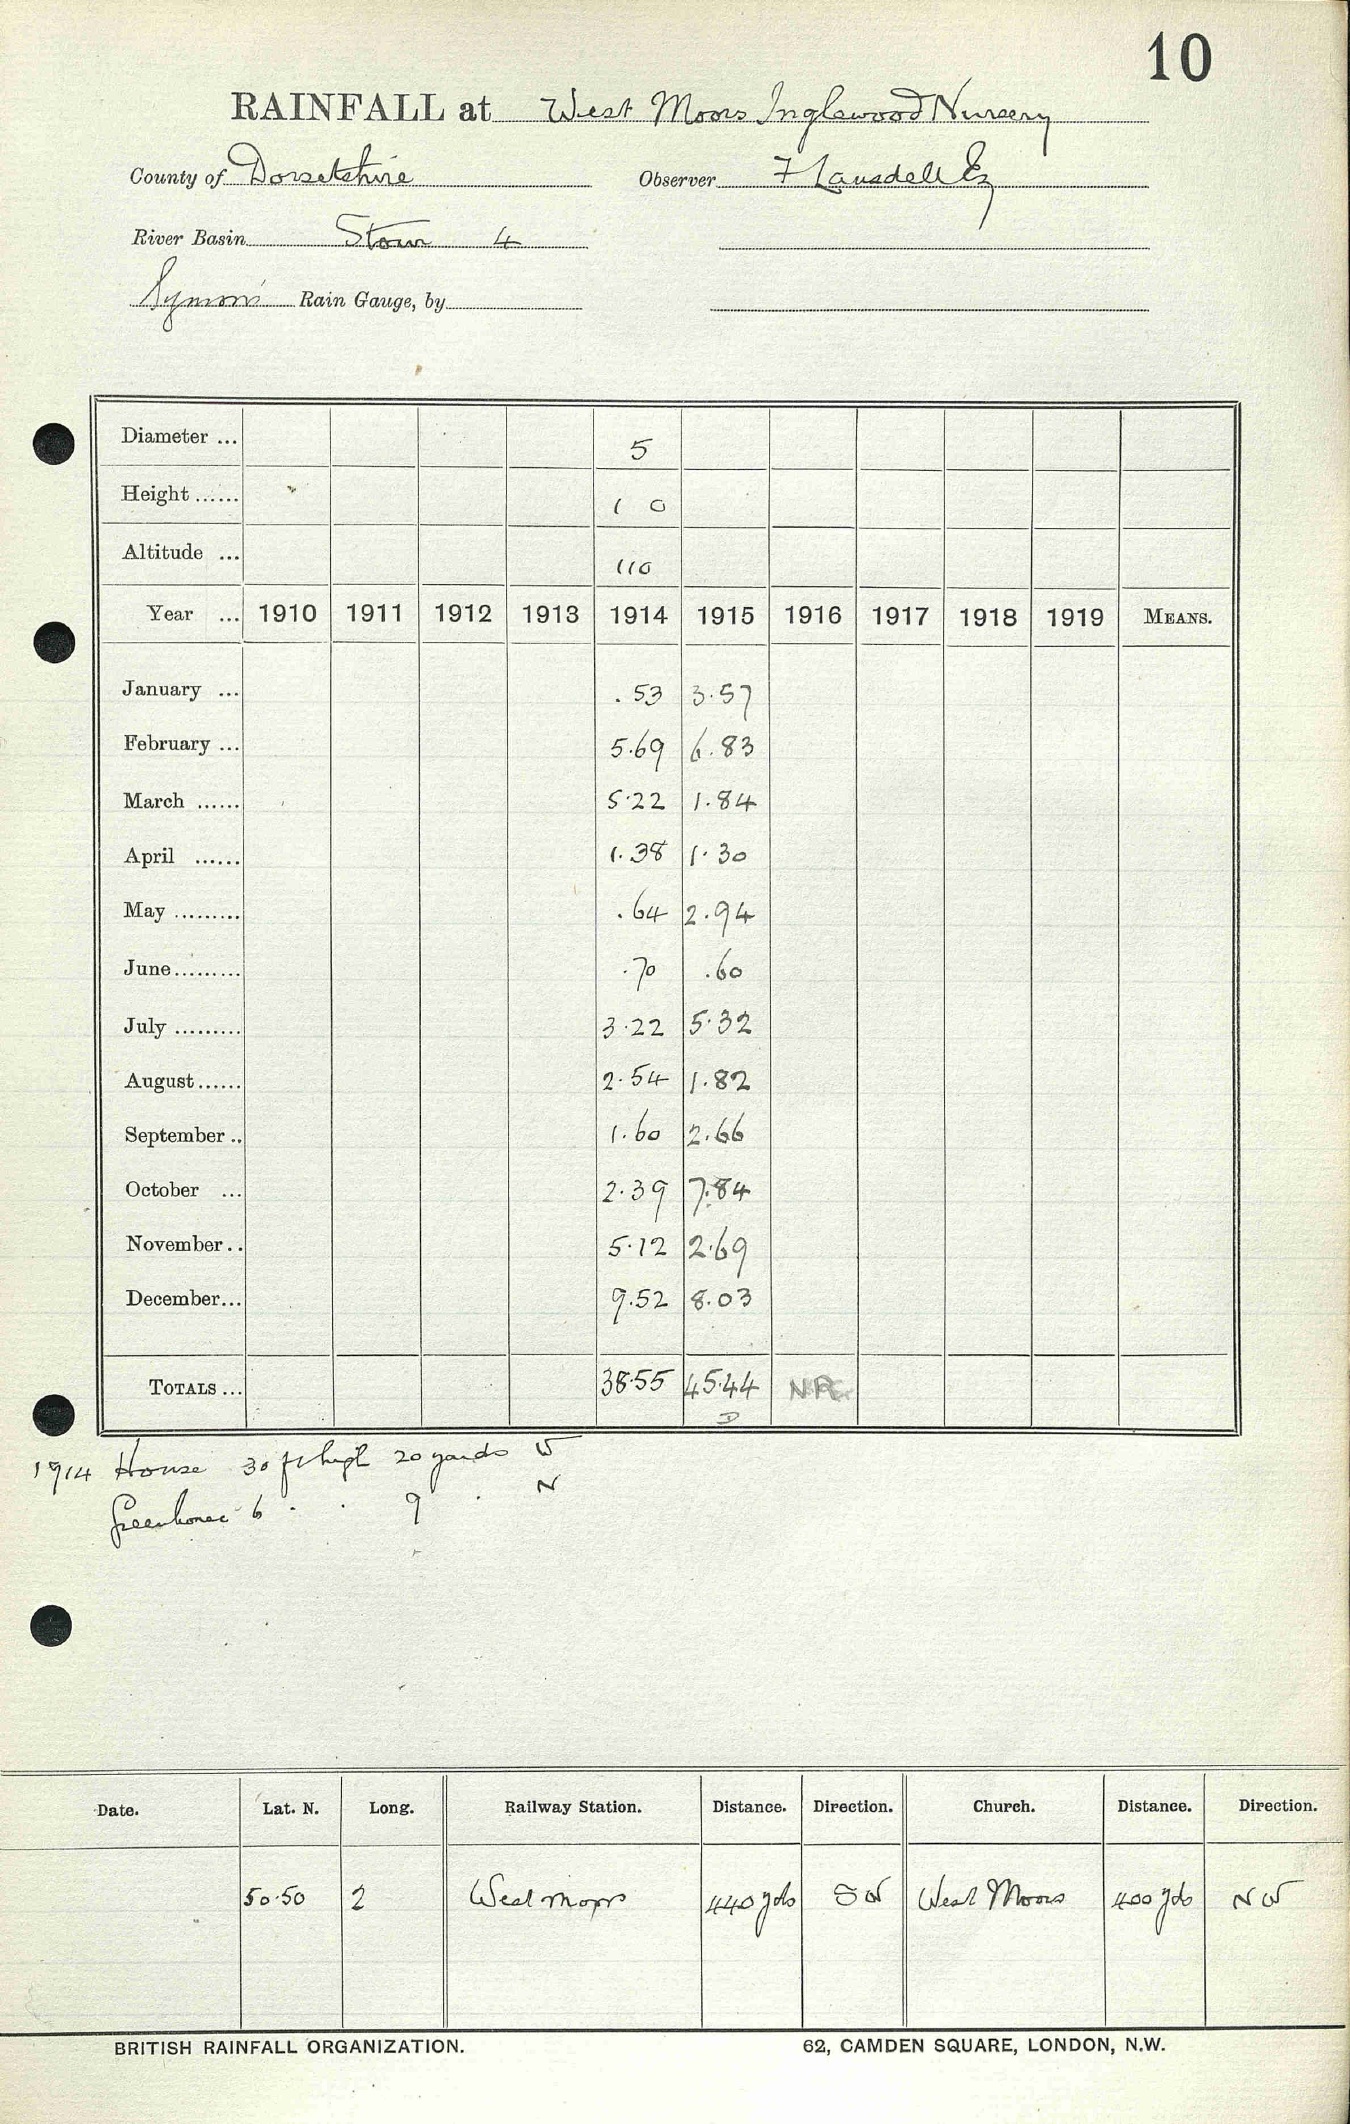 10
RAINFALL at West Moors Inglewood Nursery
County of Dorsetshire Observer F Lansdell Esq
River Basin Stour 4
Symons' Rain Gauge, by
Diameter ... 5
Height ...... 1 0
Altitude ... 110
Year ... 1910 1911 1912 1913 1914 1915 1916 1917 1918 1919 MEANS.
January ... .53 3.57
February ... 5.69 6.83
March ...... 5.22 1.84
April ...... 1.38 1.30
May ......... .64 2.94
June ......... .70 .60
July ......... 3.22 5.32
August ...... 2.54 1.82
September .. 1.60 2.66
October ... 2.39 7.84
November .. 5.12 2.69
December ... 9.52 8.03
TOTALS ... 38.55 45.44 NR
D
1914 House 30 ft high 20 yards W
Greenhouse 6 " " 9 " N
Date. Lat. N. Long. Railway Station. Distance. Direction. Church. Distance. Direction.
50.50 2 West Moors 440 yds SW West Moors 400 yds NW
BRITISH RAINFALL ORGANIZATION. 62, CAMDEN SQUARE, LONDON, N.W.